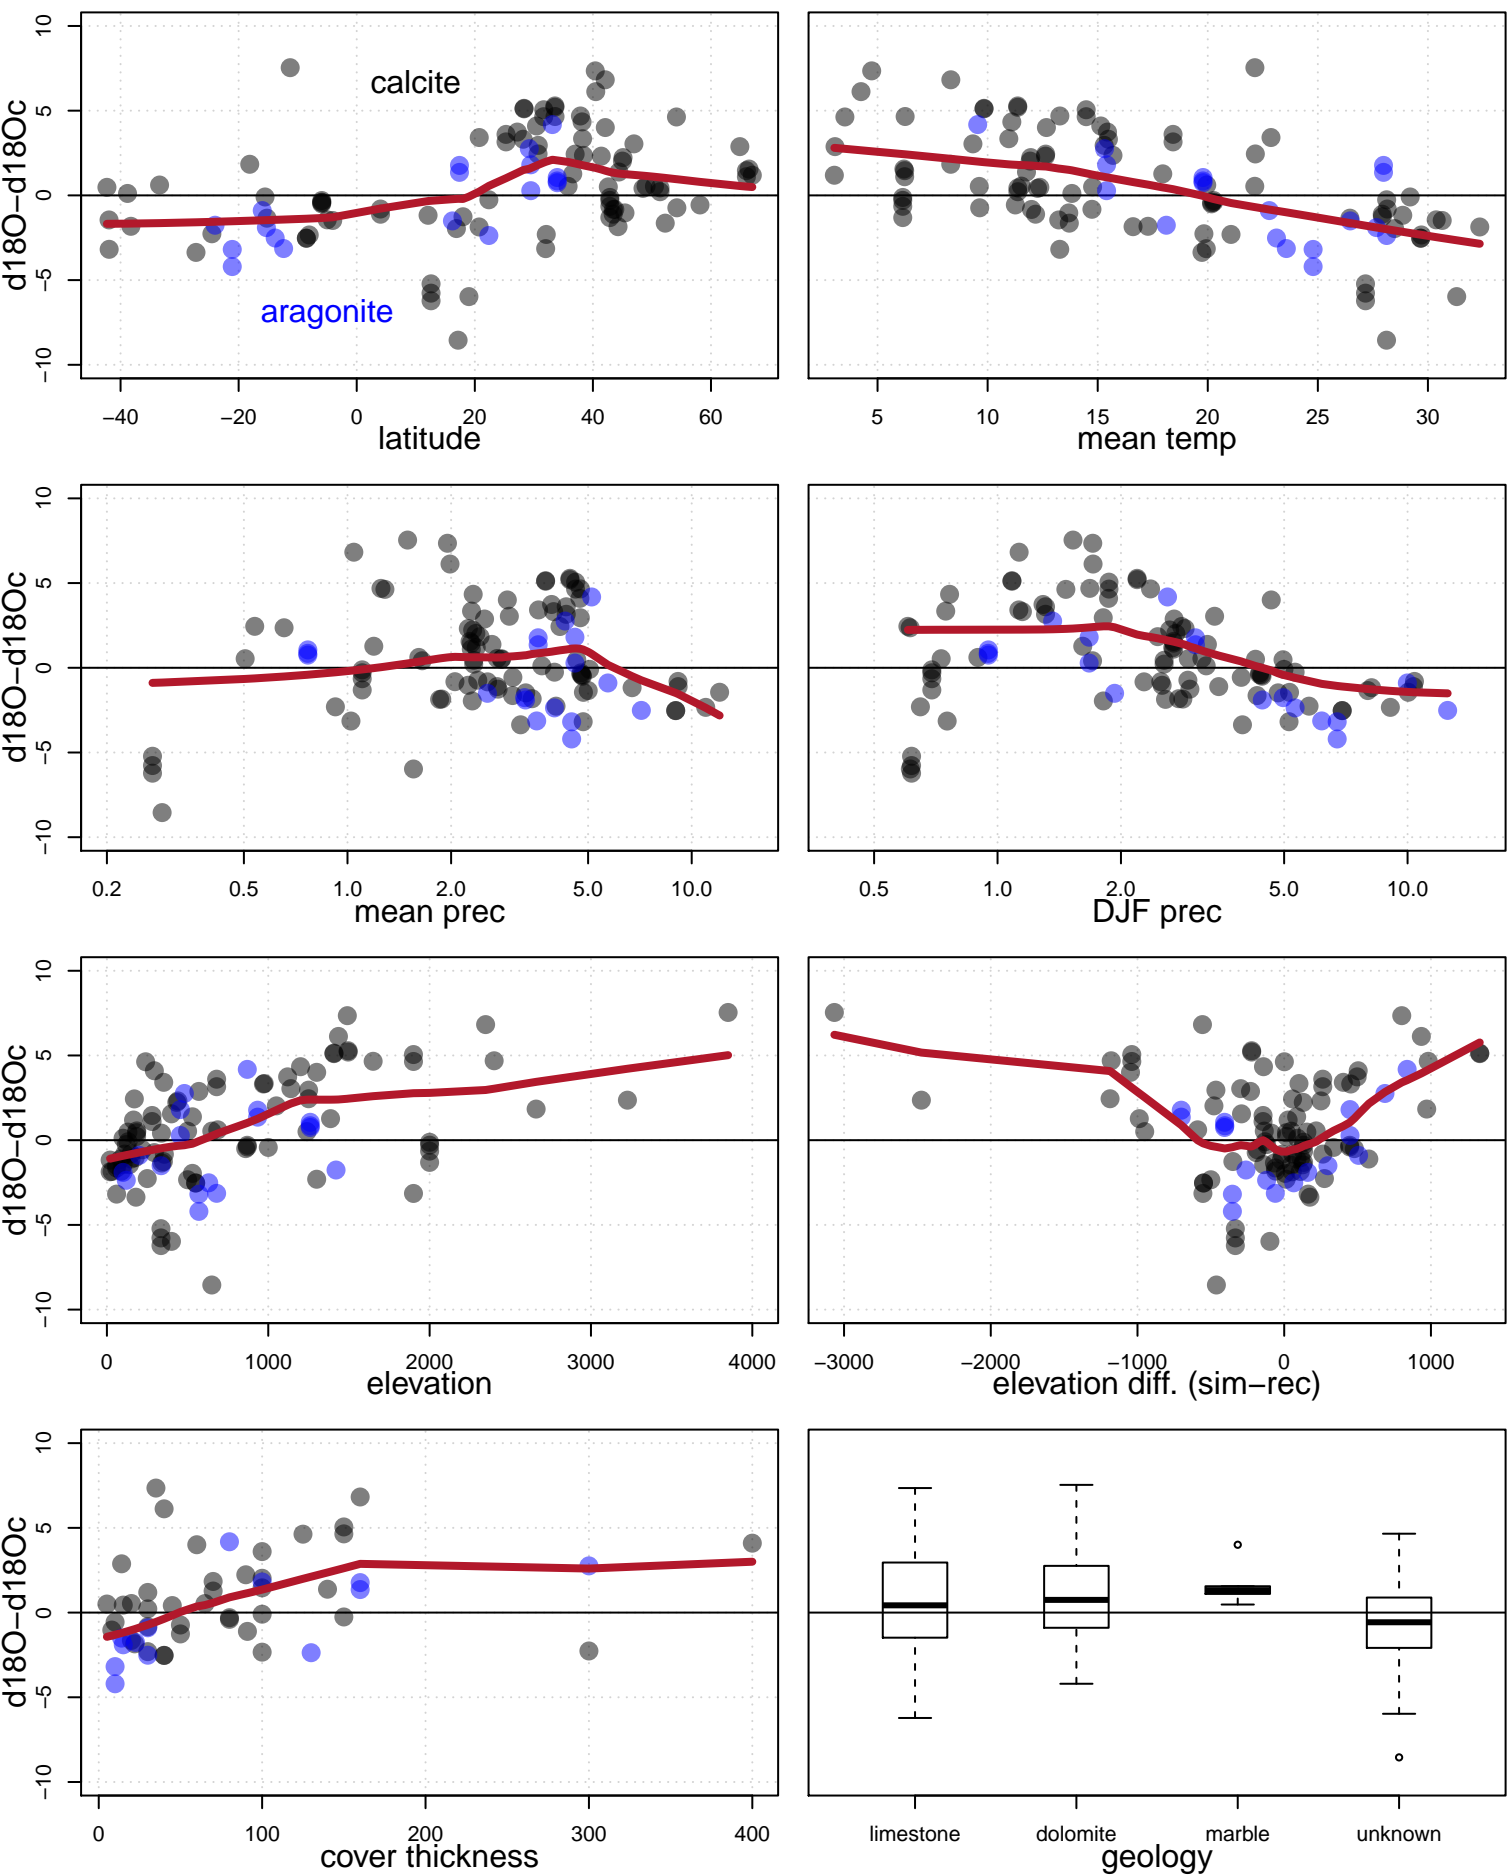 10
5
0
−5
−10
d18O−d18Oc
calcite
aragonite
−40 −20 0 20 40 60
latitude
5 10 15 20 25 30
mean temp
10
5
0
−5
−10
d18O−d18Oc
0.2 0.5 1.0 2.0 5.0 10.0
mean prec
0.5 1.0 2.0 5.0 10.0
DJF prec
10
5
0
−5
−10
d18O−d18Oc
0 1000 2000 3000 4000
elevation
−3000 −2000 −1000 0 1000
elevation diff. (sim−rec)
10
5
0
−5
−10
d18O−d18Oc
0 100 200 300 400
cover thickness
limestone dolomite marble unknown
geology